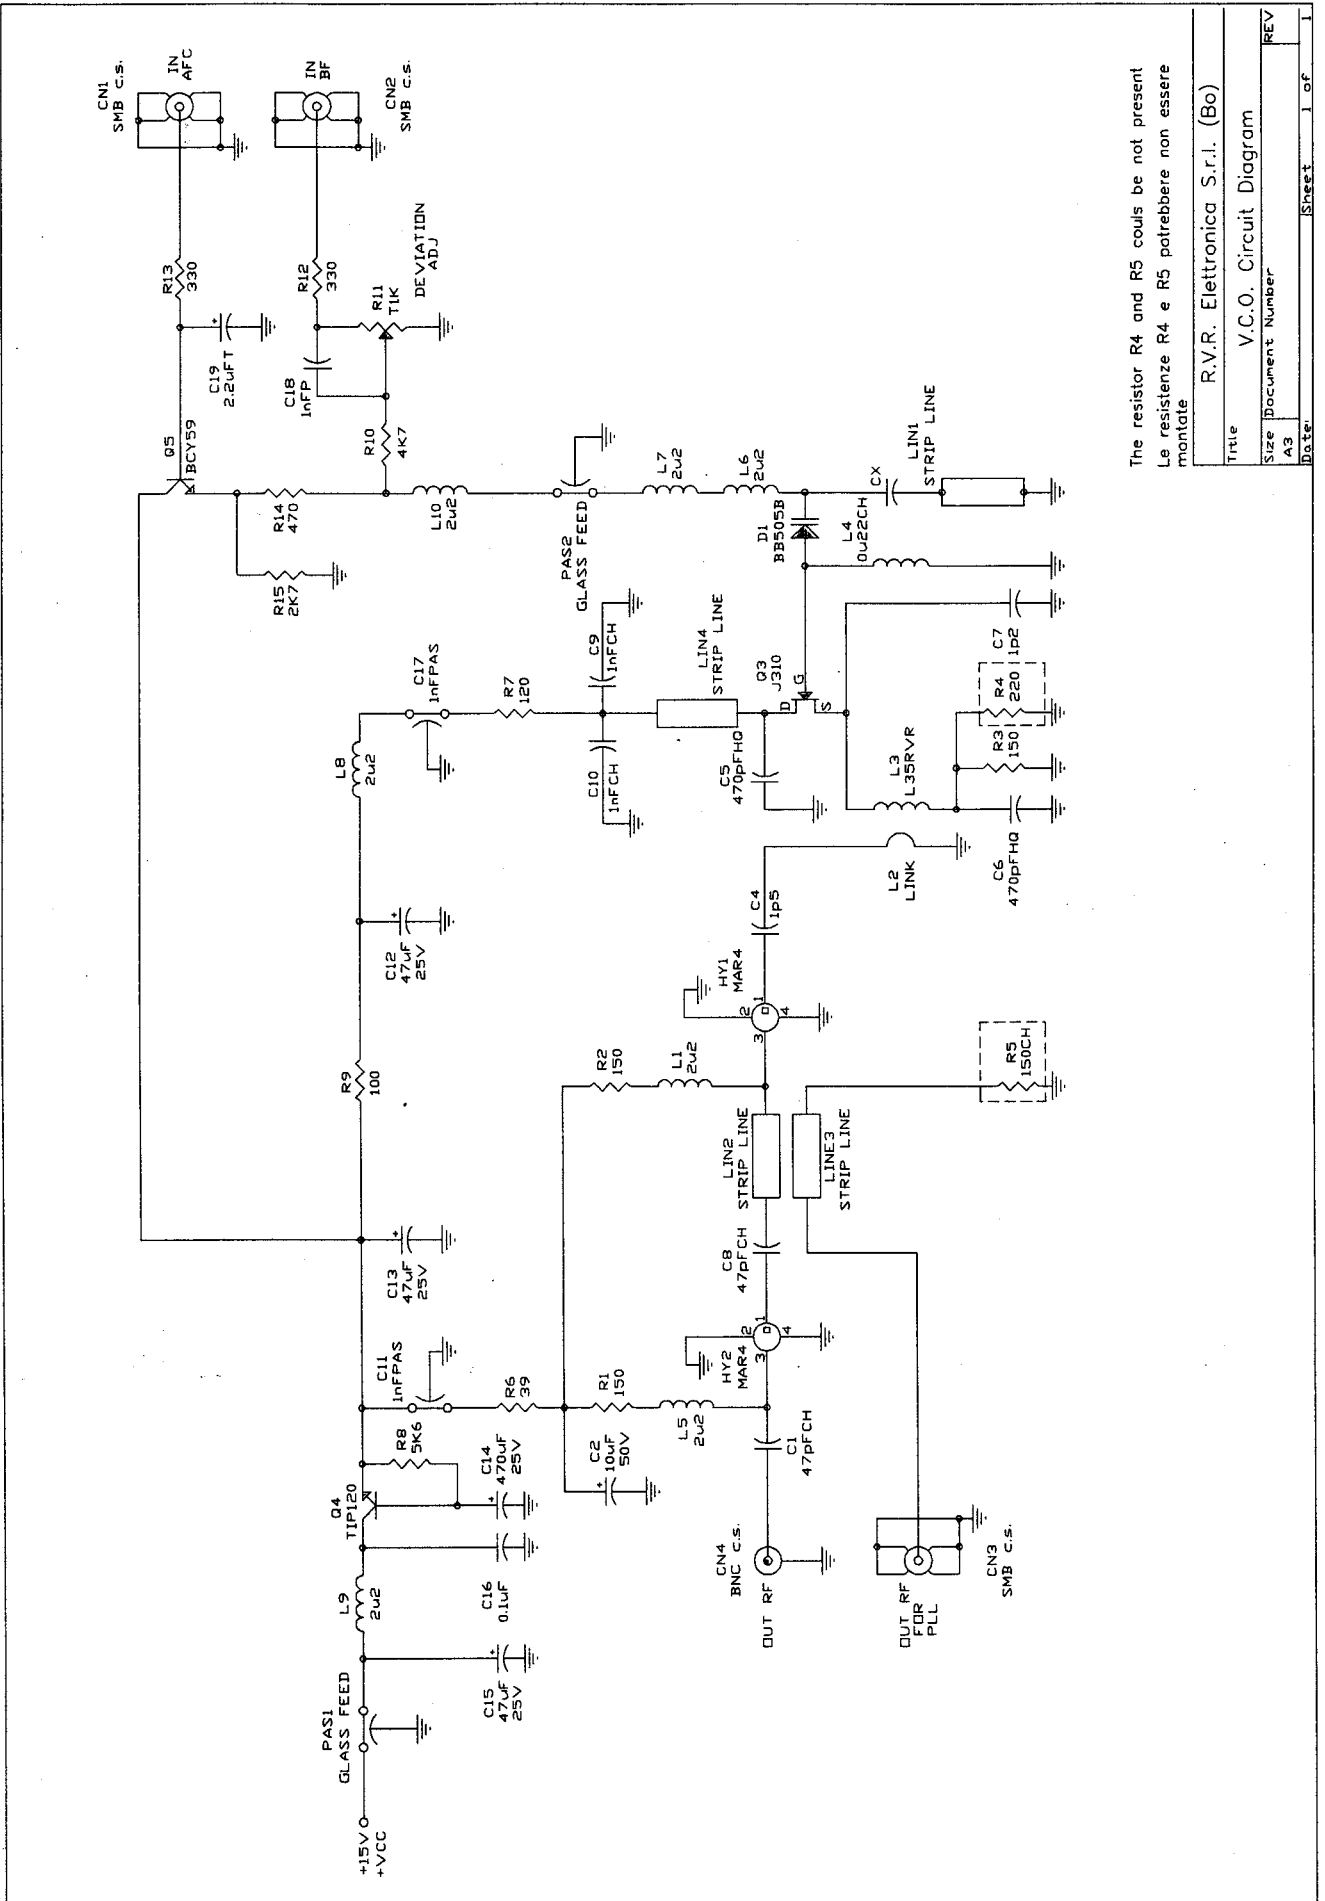 CN1
SMB c.s.
IN
AFC
IN
BF
CN2
SMB c.s.
R13
330
C19
2.2uFT
R12
330
R11
T1K
DEVIATION
ADJ
C18
1nFP
R10
4K7
Q5
BCY59
R14
470
R15
2K7
L10
2u2
PAS2
GLASS FEED
L7
2u2
L6
2u2
D1
BB505B
CX
LIN1
STRIP LINE
L4
0u22CH
C17
1nFPAS
R7
120
C9
1nFCH
C10
1nFCH
LIN4
STRIP LINE
Q3
J310
D
G
S
C5
470pFHQ
C7
1p2
R4
220
R3
150
L3
L35RVR
C6
470pFHQ
L2
LINK
L8
2u2
C12
47uF
25V
C4
1p5
HY1
MAR4
1
2
3
4
R9
100
R2
150
L1
2u2
R5
150CH
LIN2
STRIP LINE
LINE3
STRIP LINE
C13
47uF
25V
C8
47pFCH
HY2
MAR4
1
2
3
4
C11
1nFPAS
R6
39
R1
150
L5
2u2
C2
10uF
50V
C1
47pFCH
R8
5K6
C14
470uF
25V
Q4
TIP120
C16
0.1uF
L9
2u2
C15
47uF
25V
PAS1
GLASS FEED
+15V
+VCC
CN4
BNC c.s.
OUT RF
OUT RF
FOR
PLL
CN3
SMB c.s.
The resistor R4 and R5 couls be not present
Le resistenze R4 e R5 potrebbere non essere
montate
R.V.R. Elettronica S.r.l. (Bo)
Title
V.C.O. Circuit Diagram
Size
Document Number
REV
A3
Date:
Sheet 1 of 1